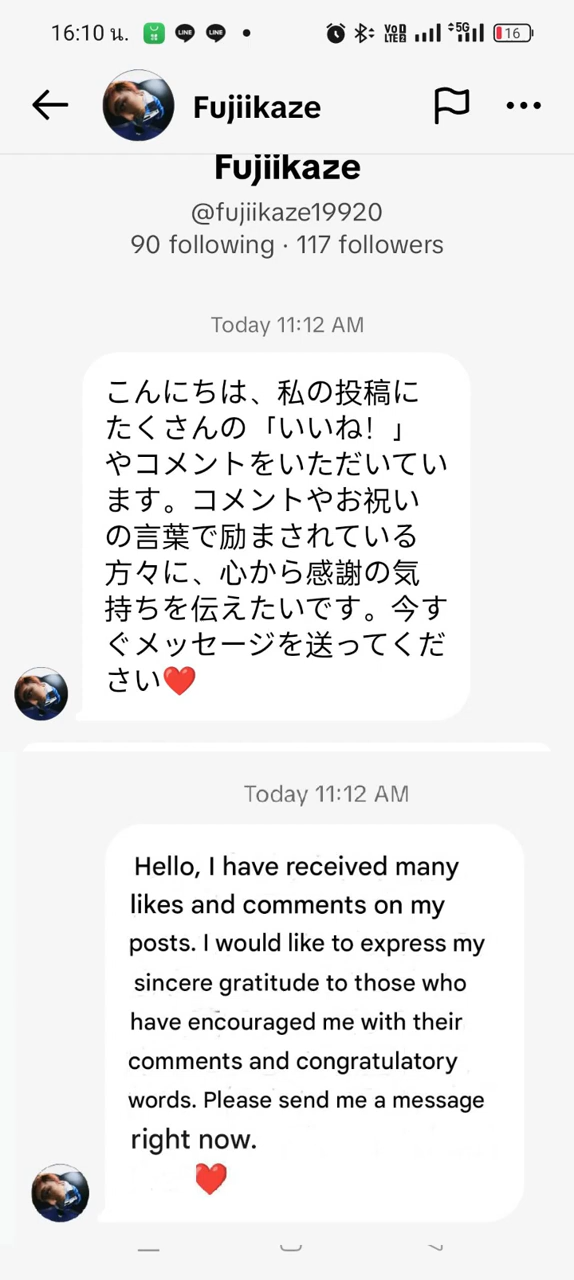 16:10 น.
LINE
LINE
VoD
LTE2
5G
16
Fujiikaze
Fujiikaze
@fujiikaze19920
90 following · 117 followers
Today 11:12 AM
こんにちは、私の投稿に
たくさんの「いいね！」
やコメントをいただいてい
ます。コメントやお祝い
の言葉で励まされている
方々に、心から感謝の気
持ちを伝えたいです。今す
ぐメッセージを送ってくだ
さい❤️
Today 11:12 AM
Hello, I have received many
likes and comments on my
posts. I would like to express my
sincere gratitude to those who
have encouraged me with their
comments and congratulatory
words. Please send me a message
right now.
❤️